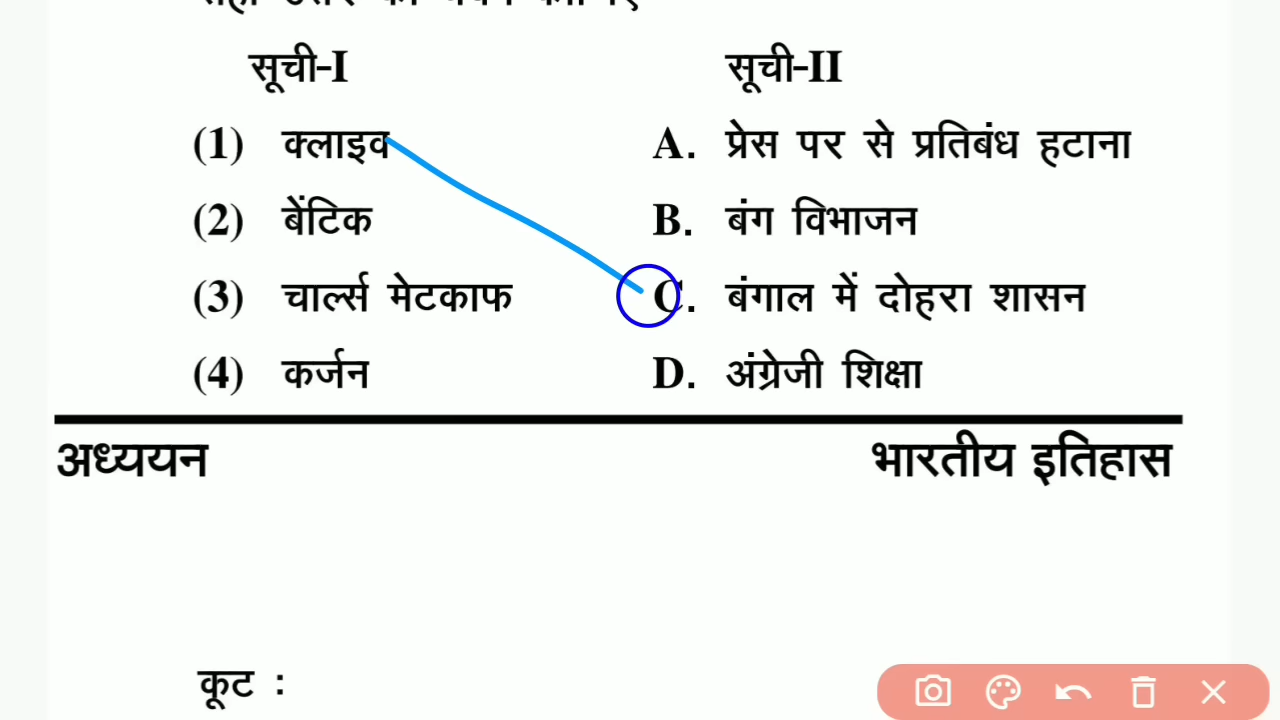 सूची-I सूची-II
(1) क्लाइव A. प्रेस पर से प्रतिबंध हटाना
(2) बेंटिक B. बंग विभाजन
(3) चार्ल्स मेटकाफ C. बंगाल में दोहरा शासन
(4) कर्जन D. अंग्रेजी शिक्षा
अध्ययन भारतीय इतिहास
कूट :